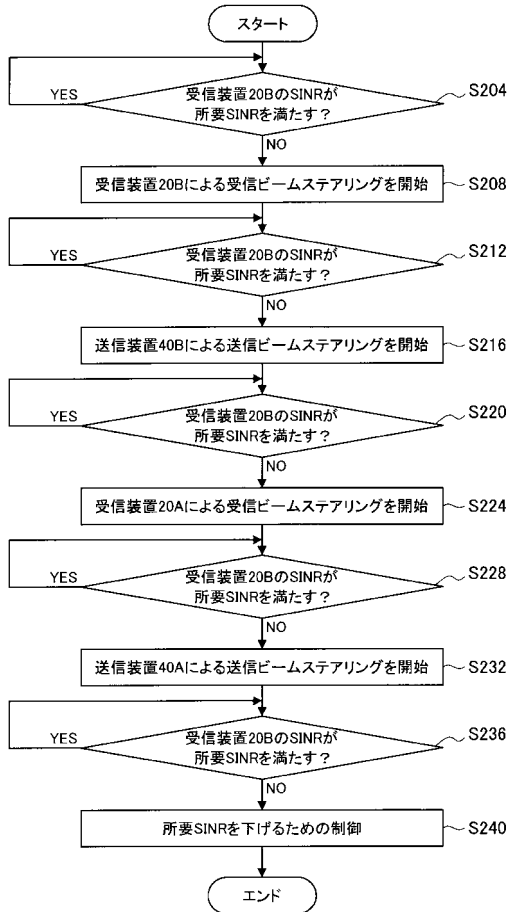 スタート
受信装置20BのSINRが
所要SINRを満たす？
S204
YES
NO
受信装置20Bによる受信ビームステアリングを開始
S208
受信装置20BのSINRが
所要SINRを満たす？
S212
YES
NO
送信装置40Bによる送信ビームステアリングを開始
S216
受信装置20BのSINRが
所要SINRを満たす？
S220
YES
NO
受信装置20Aによる受信ビームステアリングを開始
S224
受信装置20BのSINRが
所要SINRを満たす？
S228
YES
NO
送信装置40Aによる送信ビームステアリングを開始
S232
受信装置20BのSINRが
所要SINRを満たす？
S236
YES
NO
所要SINRを下げるための制御
S240
エンド